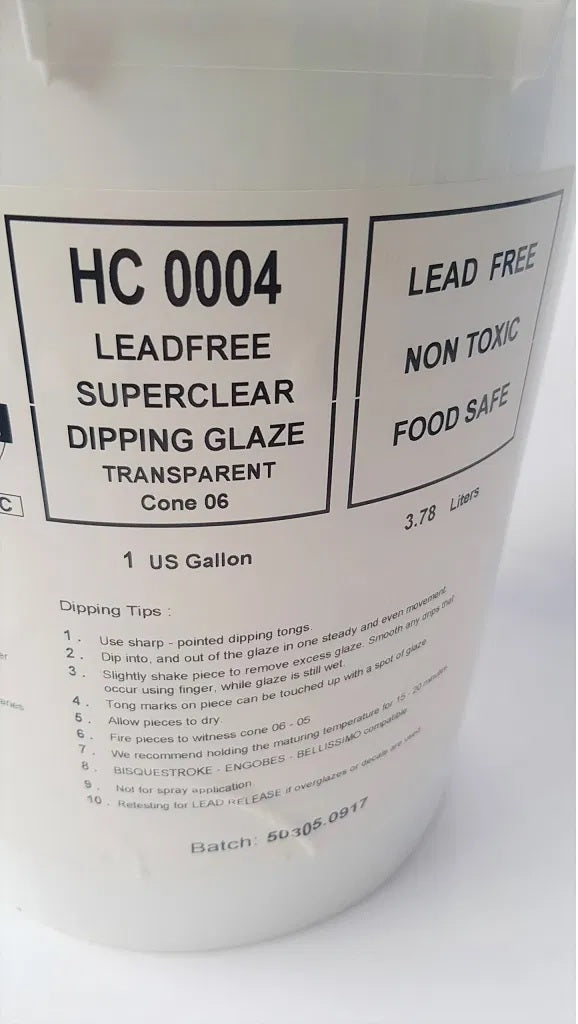 HC 0004
LEADFREE
SUPERCLEAR
DIPPING GLAZE
TRANSPARENT
Cone 06
LEAD FREE
NON TOXIC
FOOD SAFE
1 US Gallon
3.78 Liters
Dipping Tips :
1. Use sharp - pointed dipping tongs.
2. Dip into, and out of the glaze in one steady and even movement.
3. Slightly shake piece to remove excess glaze. Smooth any drips that
occur using finger, while glaze is still wet.
4. Tong marks on piece can be touched up with a spot of glaze
5. Allow pieces to dry.
6. Fire pieces to witness cone 06 - 05
7. We recommend holding the maturing temperature for 15 - 20 minutes
8. BISQUESTROKE - ENGOBES - BELLISSIMO compatible
9. Not for spray application.
10. Retesting for LEAD RELEASE if overglazes or decals are used
Batch: 50305.0917
C